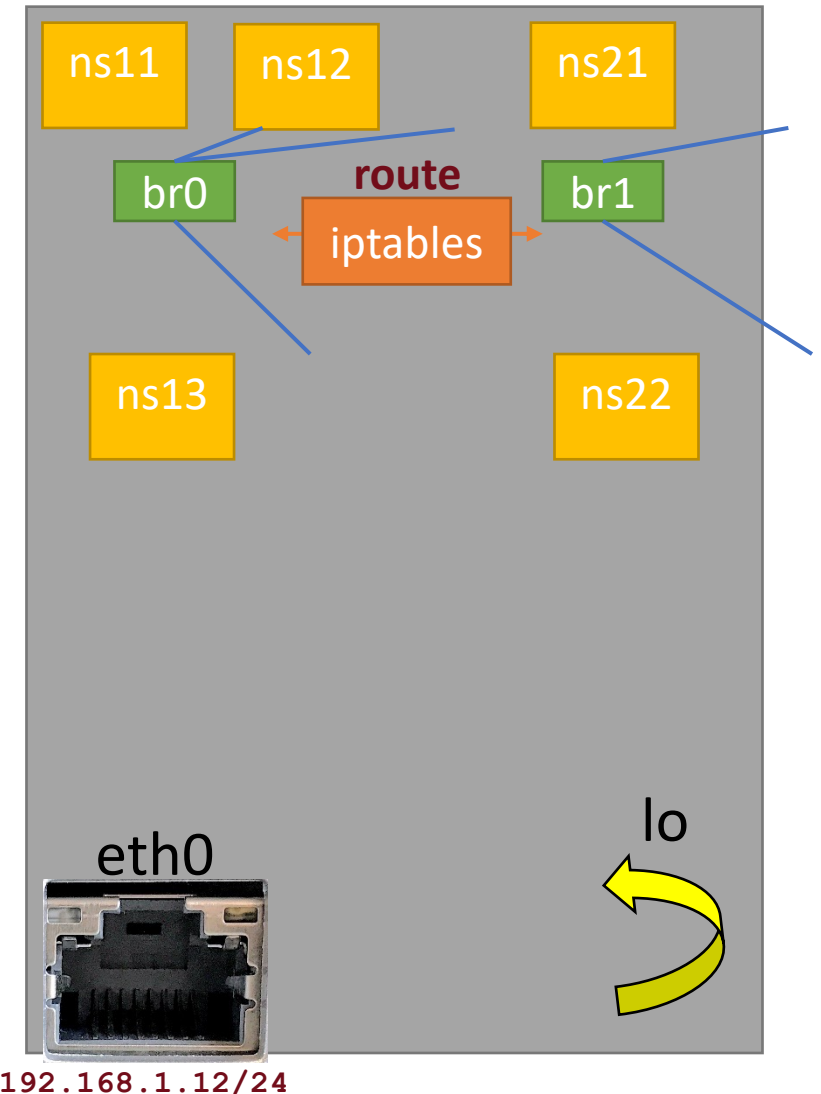 ns11
ns12
ns21
br0
route
iptables
br1
ns13
ns22
eth0
lo
192.168.1.12/24